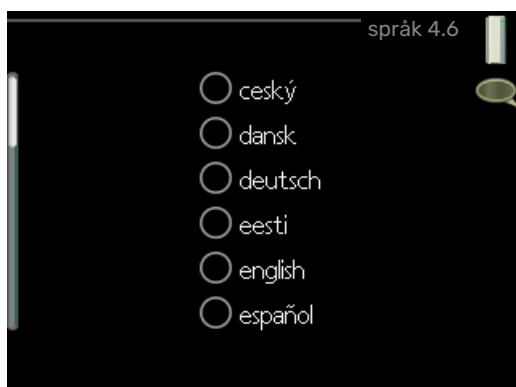 språk 4.6
ceský
dansk
deutsch
eesti
english
español